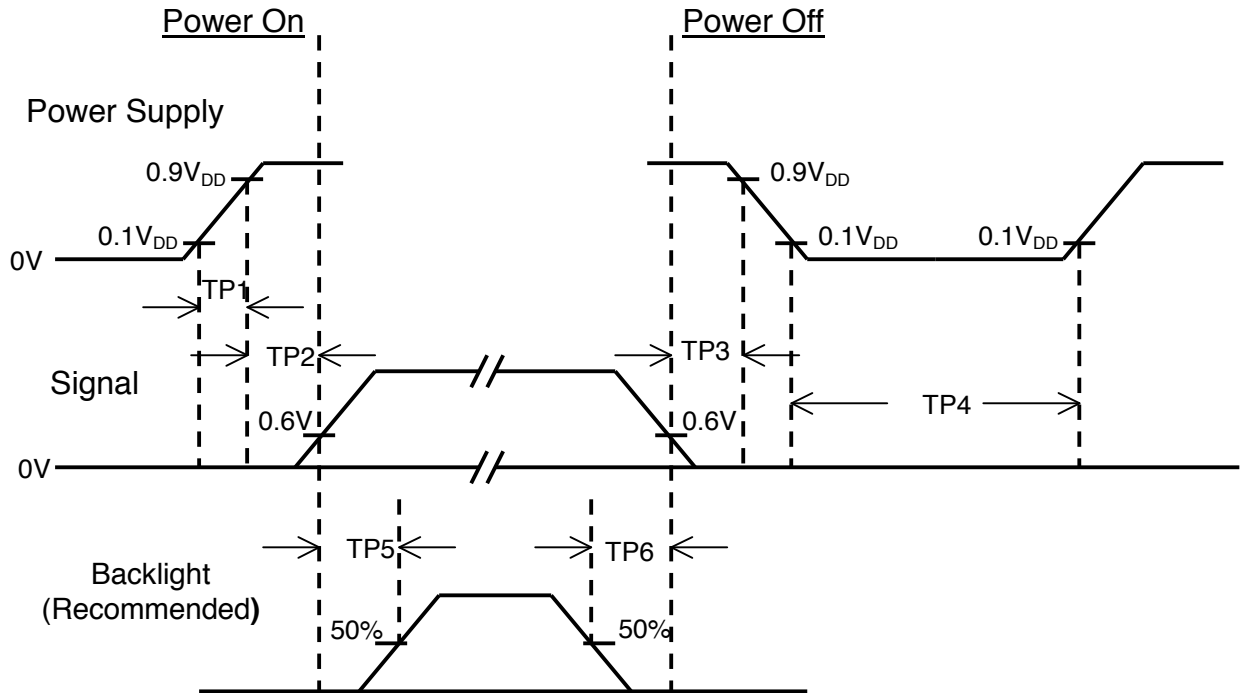 Power On
Power Off
Power Supply
0.9VDD
0.9VDD
0.1VDD
0.1VDD
0.1VDD
0V
TP1
TP2
TP3
Signal
TP4
0.6V
0.6V
0V
TP5
TP6
Backlight
(Recommended)
50%
50%